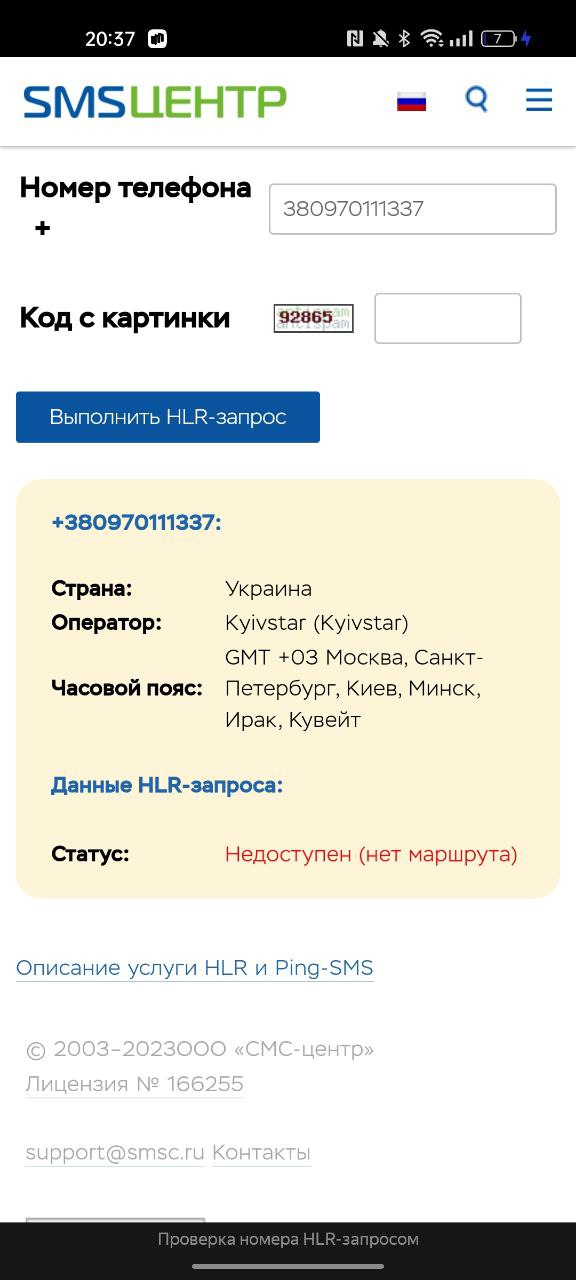 20:37
7
SMSЦЕНТР
Номер телефона
+
380970111337
Код с картинки
92865
antispam
Выполнить HLR-запрос
+380970111337:
Страна: Украина
Оператор: Kyivstar (Kyivstar)
GMT +03 Москва, Санкт-
Часовой пояс: Петербург, Киев, Минск,
Ирак, Кувейт
Данные HLR-запроса:
Статус: Недоступен (нет маршрута)
Описание услуги HLR и Ping-SMS
© 2003–2023ООО «СМС-центр»
Лицензия № 166255
support@smsc.ru Контакты
Проверка номера HLR-запросом